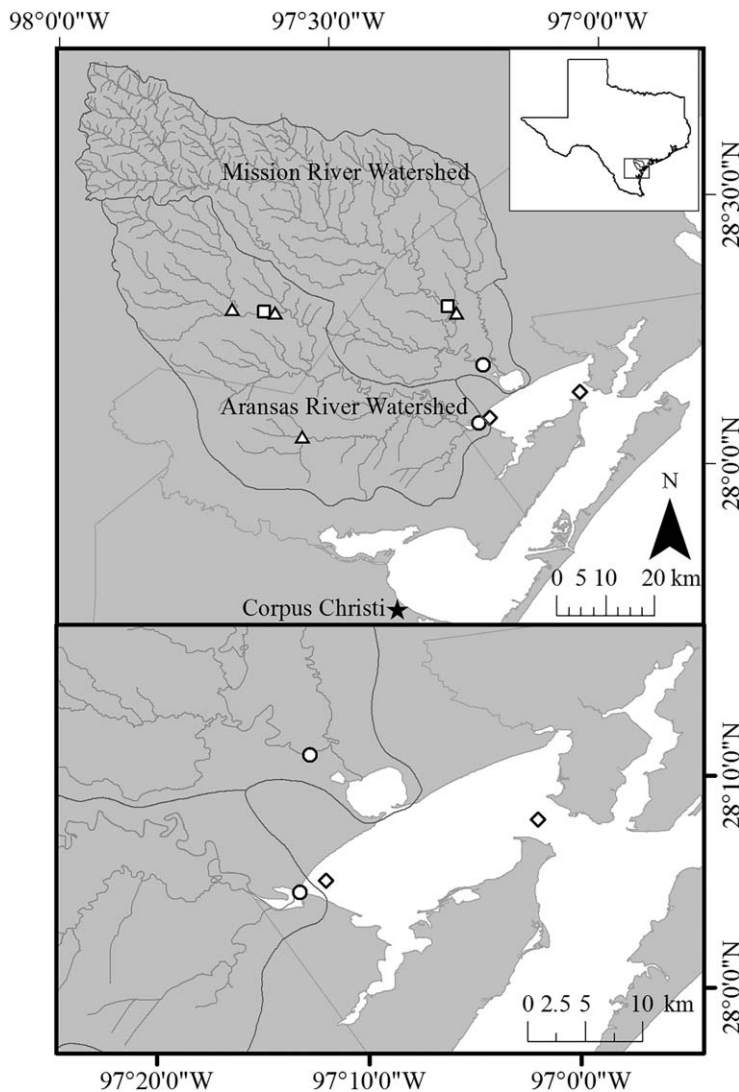 98°0'0"W 97°30'0"W 97°0'0"W
Mission River Watershed
28°30'0"N
Aransas River Watershed
28°0'0"N
N
0 5 10 20 km
Corpus Christi
28°10'0"N
28°0'0"N
0 2.5 5 10 km
97°20'0"W 97°10'0"W 97°0'0"W